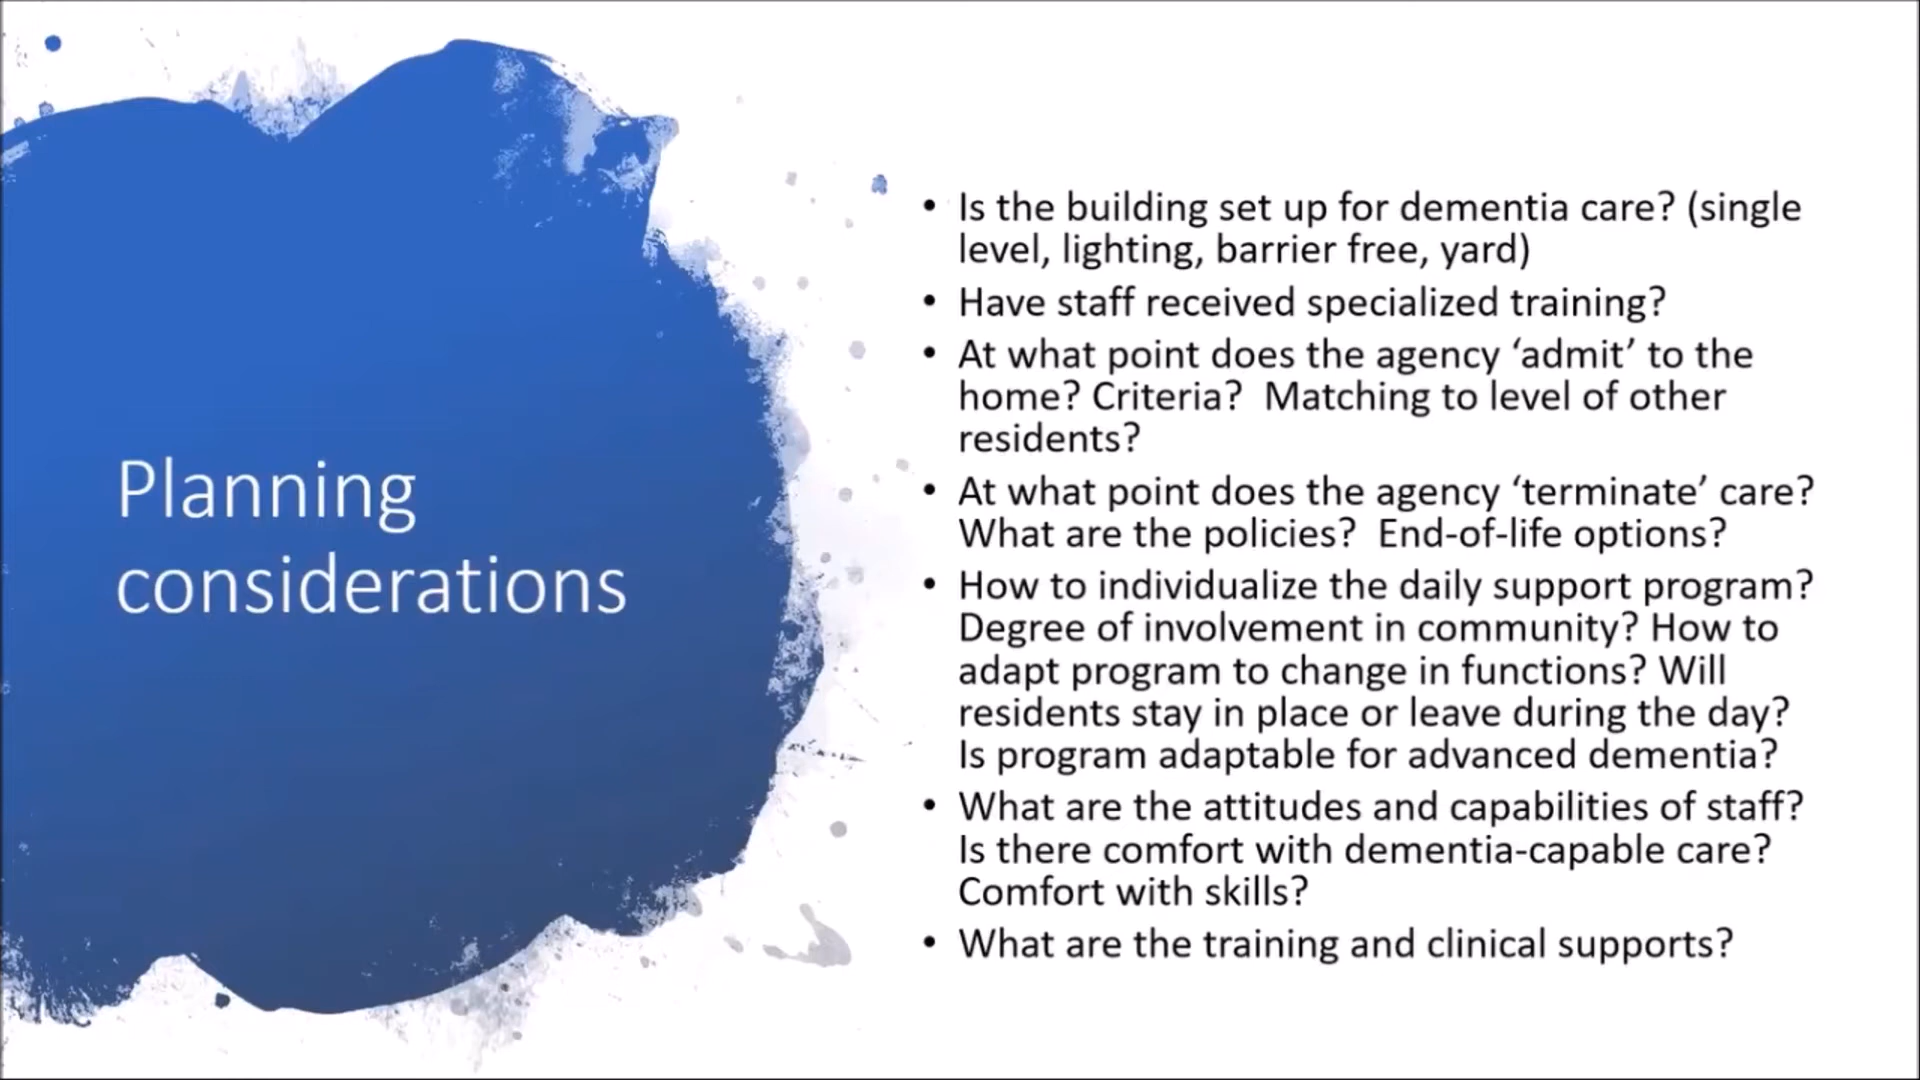 Planning
considerations
• Is the building set up for dementia care? (single
level, lighting, barrier free, yard)
• Have staff received specialized training?
• At what point does the agency ‘admit’ to the
home? Criteria?  Matching to level of other
residents?
• At what point does the agency ‘terminate’ care?
What are the policies?  End-of-life options?
• How to individualize the daily support program?
Degree of involvement in community? How to
adapt program to change in functions? Will
residents stay in place or leave during the day?
Is program adaptable for advanced dementia?
• What are the attitudes and capabilities of staff?
Is there comfort with dementia-capable care?
Comfort with skills?
• What are the training and clinical supports?